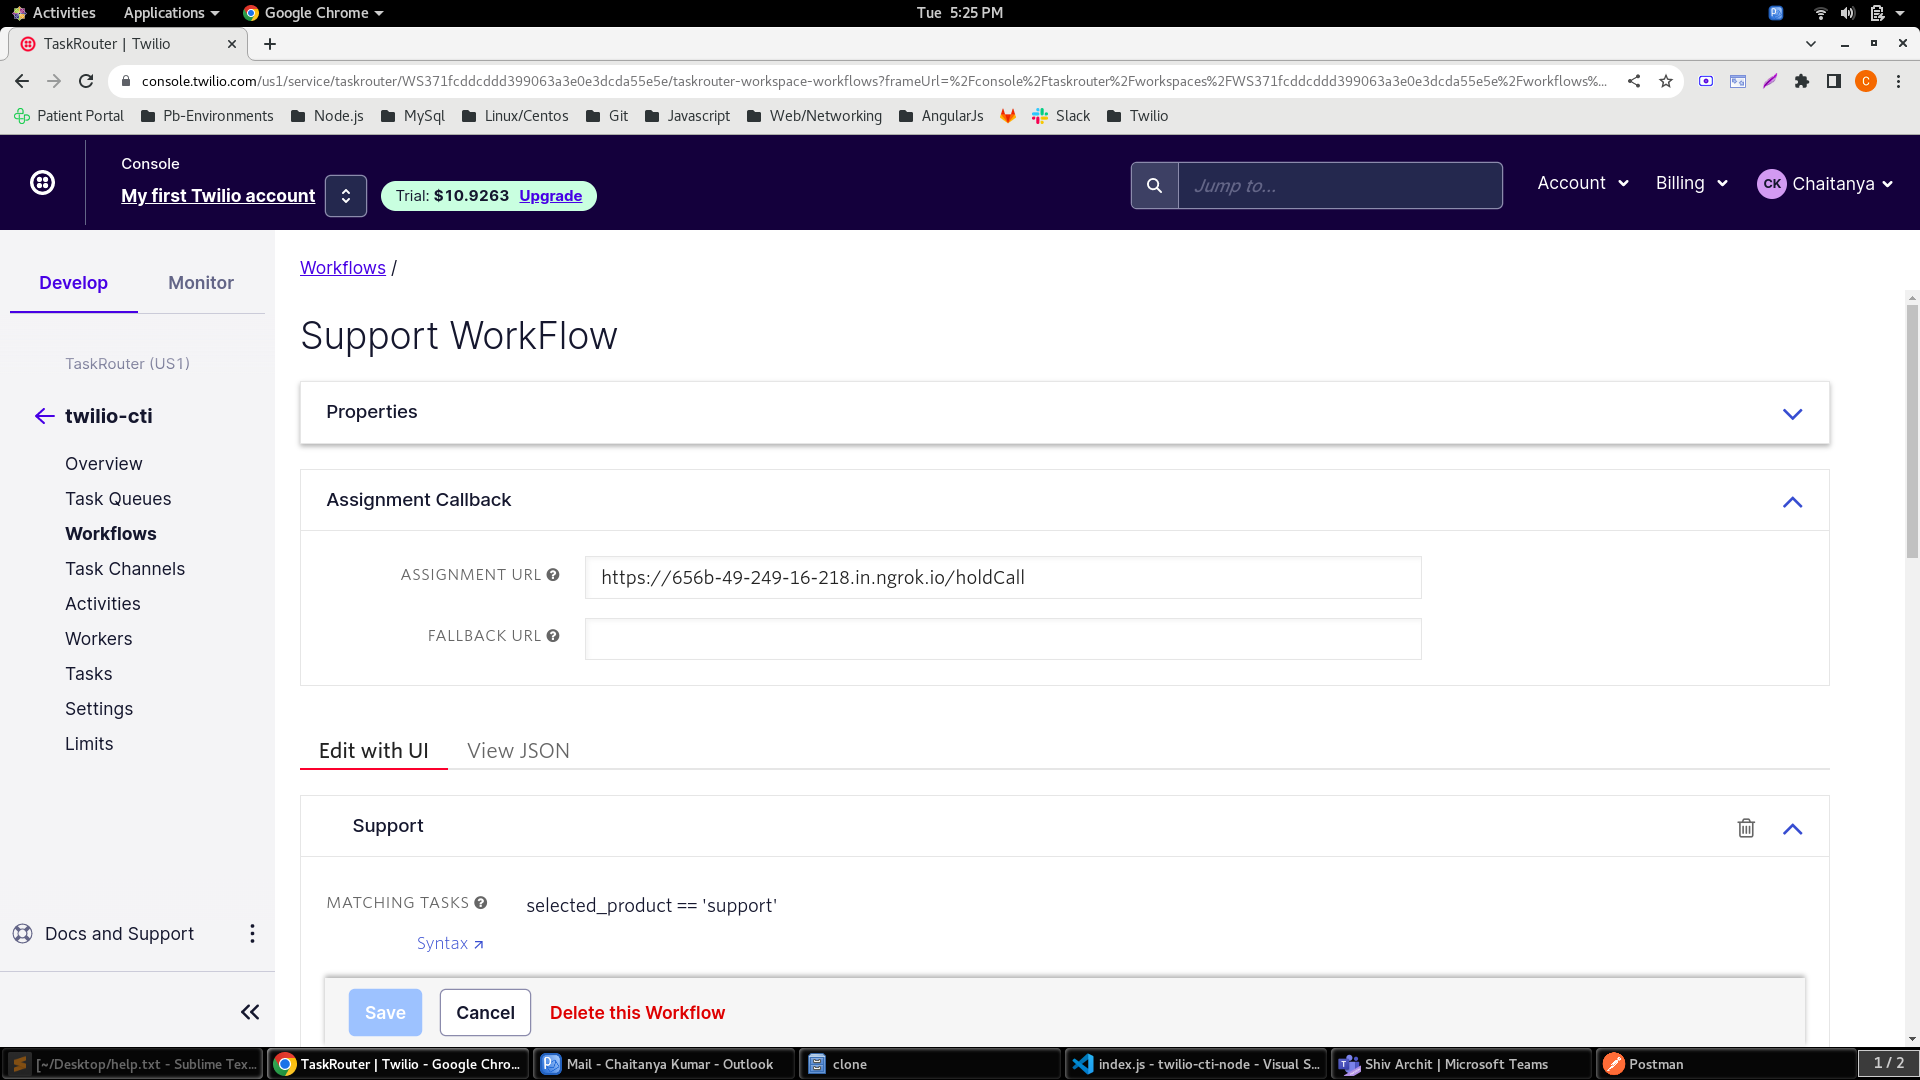 Activities Applications Google Chrome Tue 5:25 PM
TaskRouter | Twilio
console.twilio.com/us1/service/taskrouter/WS371fcddcddd399063a3e0e3dcda55e5e/taskrouter-workspace-workflows?frameUrl=%2Fconsole%2Ftaskrouter%2Fworkspaces%2FWS371fcddcddd399063a3e0e3dcda55e5e%2Fworkflows%... C
Patient Portal Pb-Environments Node.js MySql Linux/Centos Git Javascript Web/Networking AngularJs Slack Twilio
Console
My first Twilio account Trial: $10.9263 Upgrade Jump to... Account Billing CK Chaitanya
Develop Monitor
TaskRouter (US1)
twilio-cti
Overview
Task Queues
Workflows
Task Channels
Activities
Workers
Tasks
Settings
Limits
Docs and Support
Workflows /
Support WorkFlow
Properties
Assignment Callback
ASSIGNMENT URL https://656b-49-249-16-218.in.ngrok.io/holdCall
FALLBACK URL
Edit with UI View JSON
Support
MATCHING TASKS selected_product == 'support'
Syntax
Save Cancel Delete this Workflow
[~/Desktop/help.txt - Sublime Tex... TaskRouter | Twilio - Google Chro... Mail - Chaitanya Kumar - Outlook clone index.js - twilio-cti-node - Visual S... Shiv Archit | Microsoft Teams Postman 1 / 2